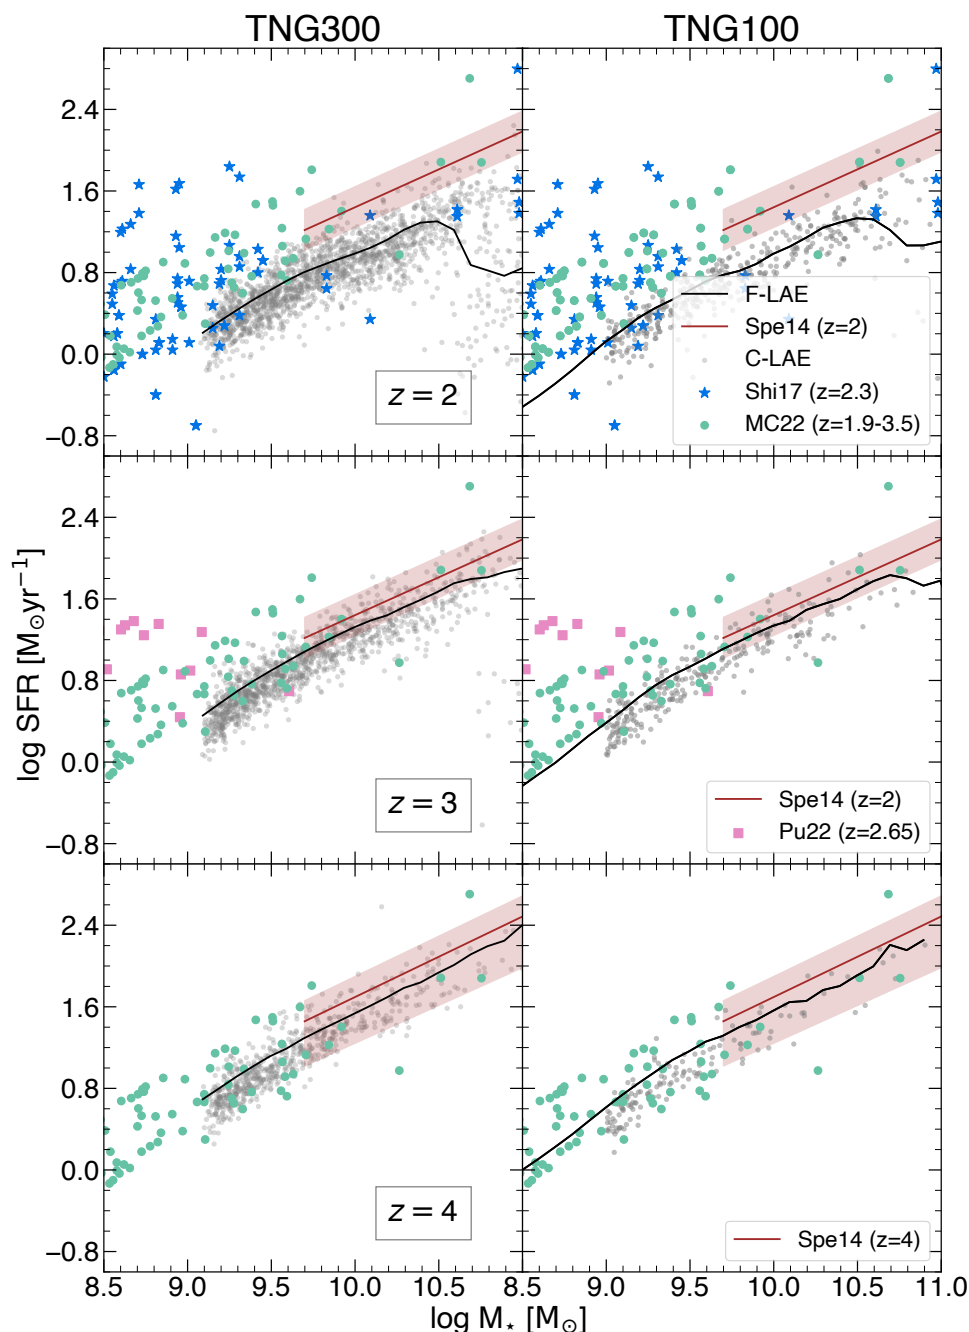 TNG300 TNG100
2.4
1.6
0.8
0.0
−0.8
z = 2
F-LAE
Spe14 (z=2)
C-LAE
Shi17 (z=2.3)
MC22 (z=1.9-3.5)
log SFR [M⊙yr⁻¹]
2.4
1.6
0.8
0.0
−0.8
z = 3
Spe14 (z=2)
Pu22 (z=2.65)
2.4
1.6
0.8
0.0
−0.8
z = 4
Spe14 (z=4)
8.5 9.0 9.5 10.0 10.5 8.5 9.0 9.5 10.0 10.5 11.0
log M⋆ [M⊙]